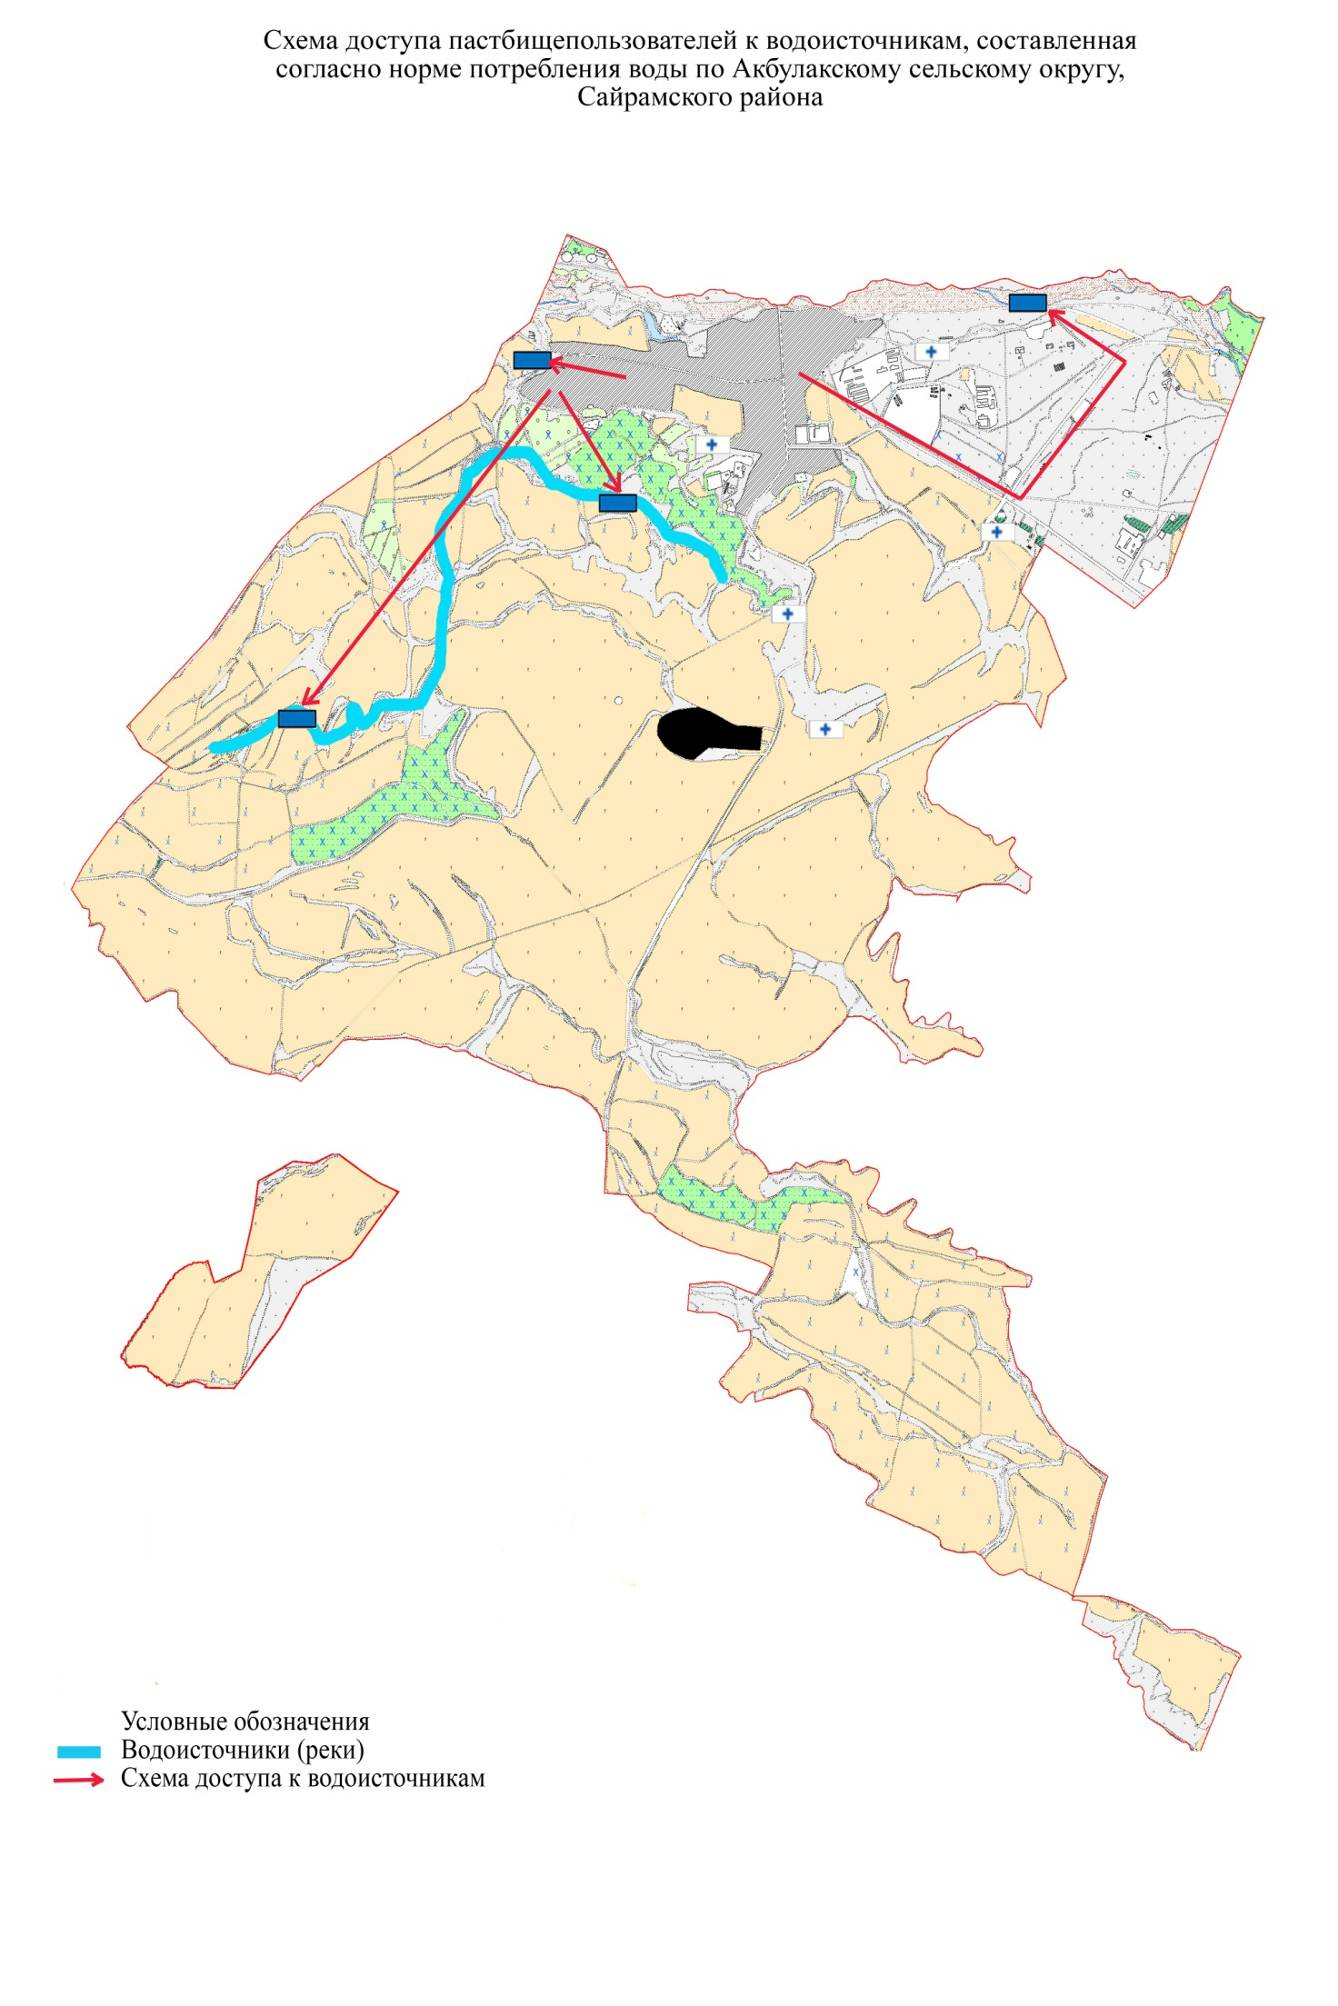 Схема доступа пастбищепользователей к водоисточникам, составленная
согласно норме потребления воды по Акбулакскому сельскому округу,
Сайрамского района
Условные обозначения
Водоисточники (реки)
Схема доступа к водоисточникам